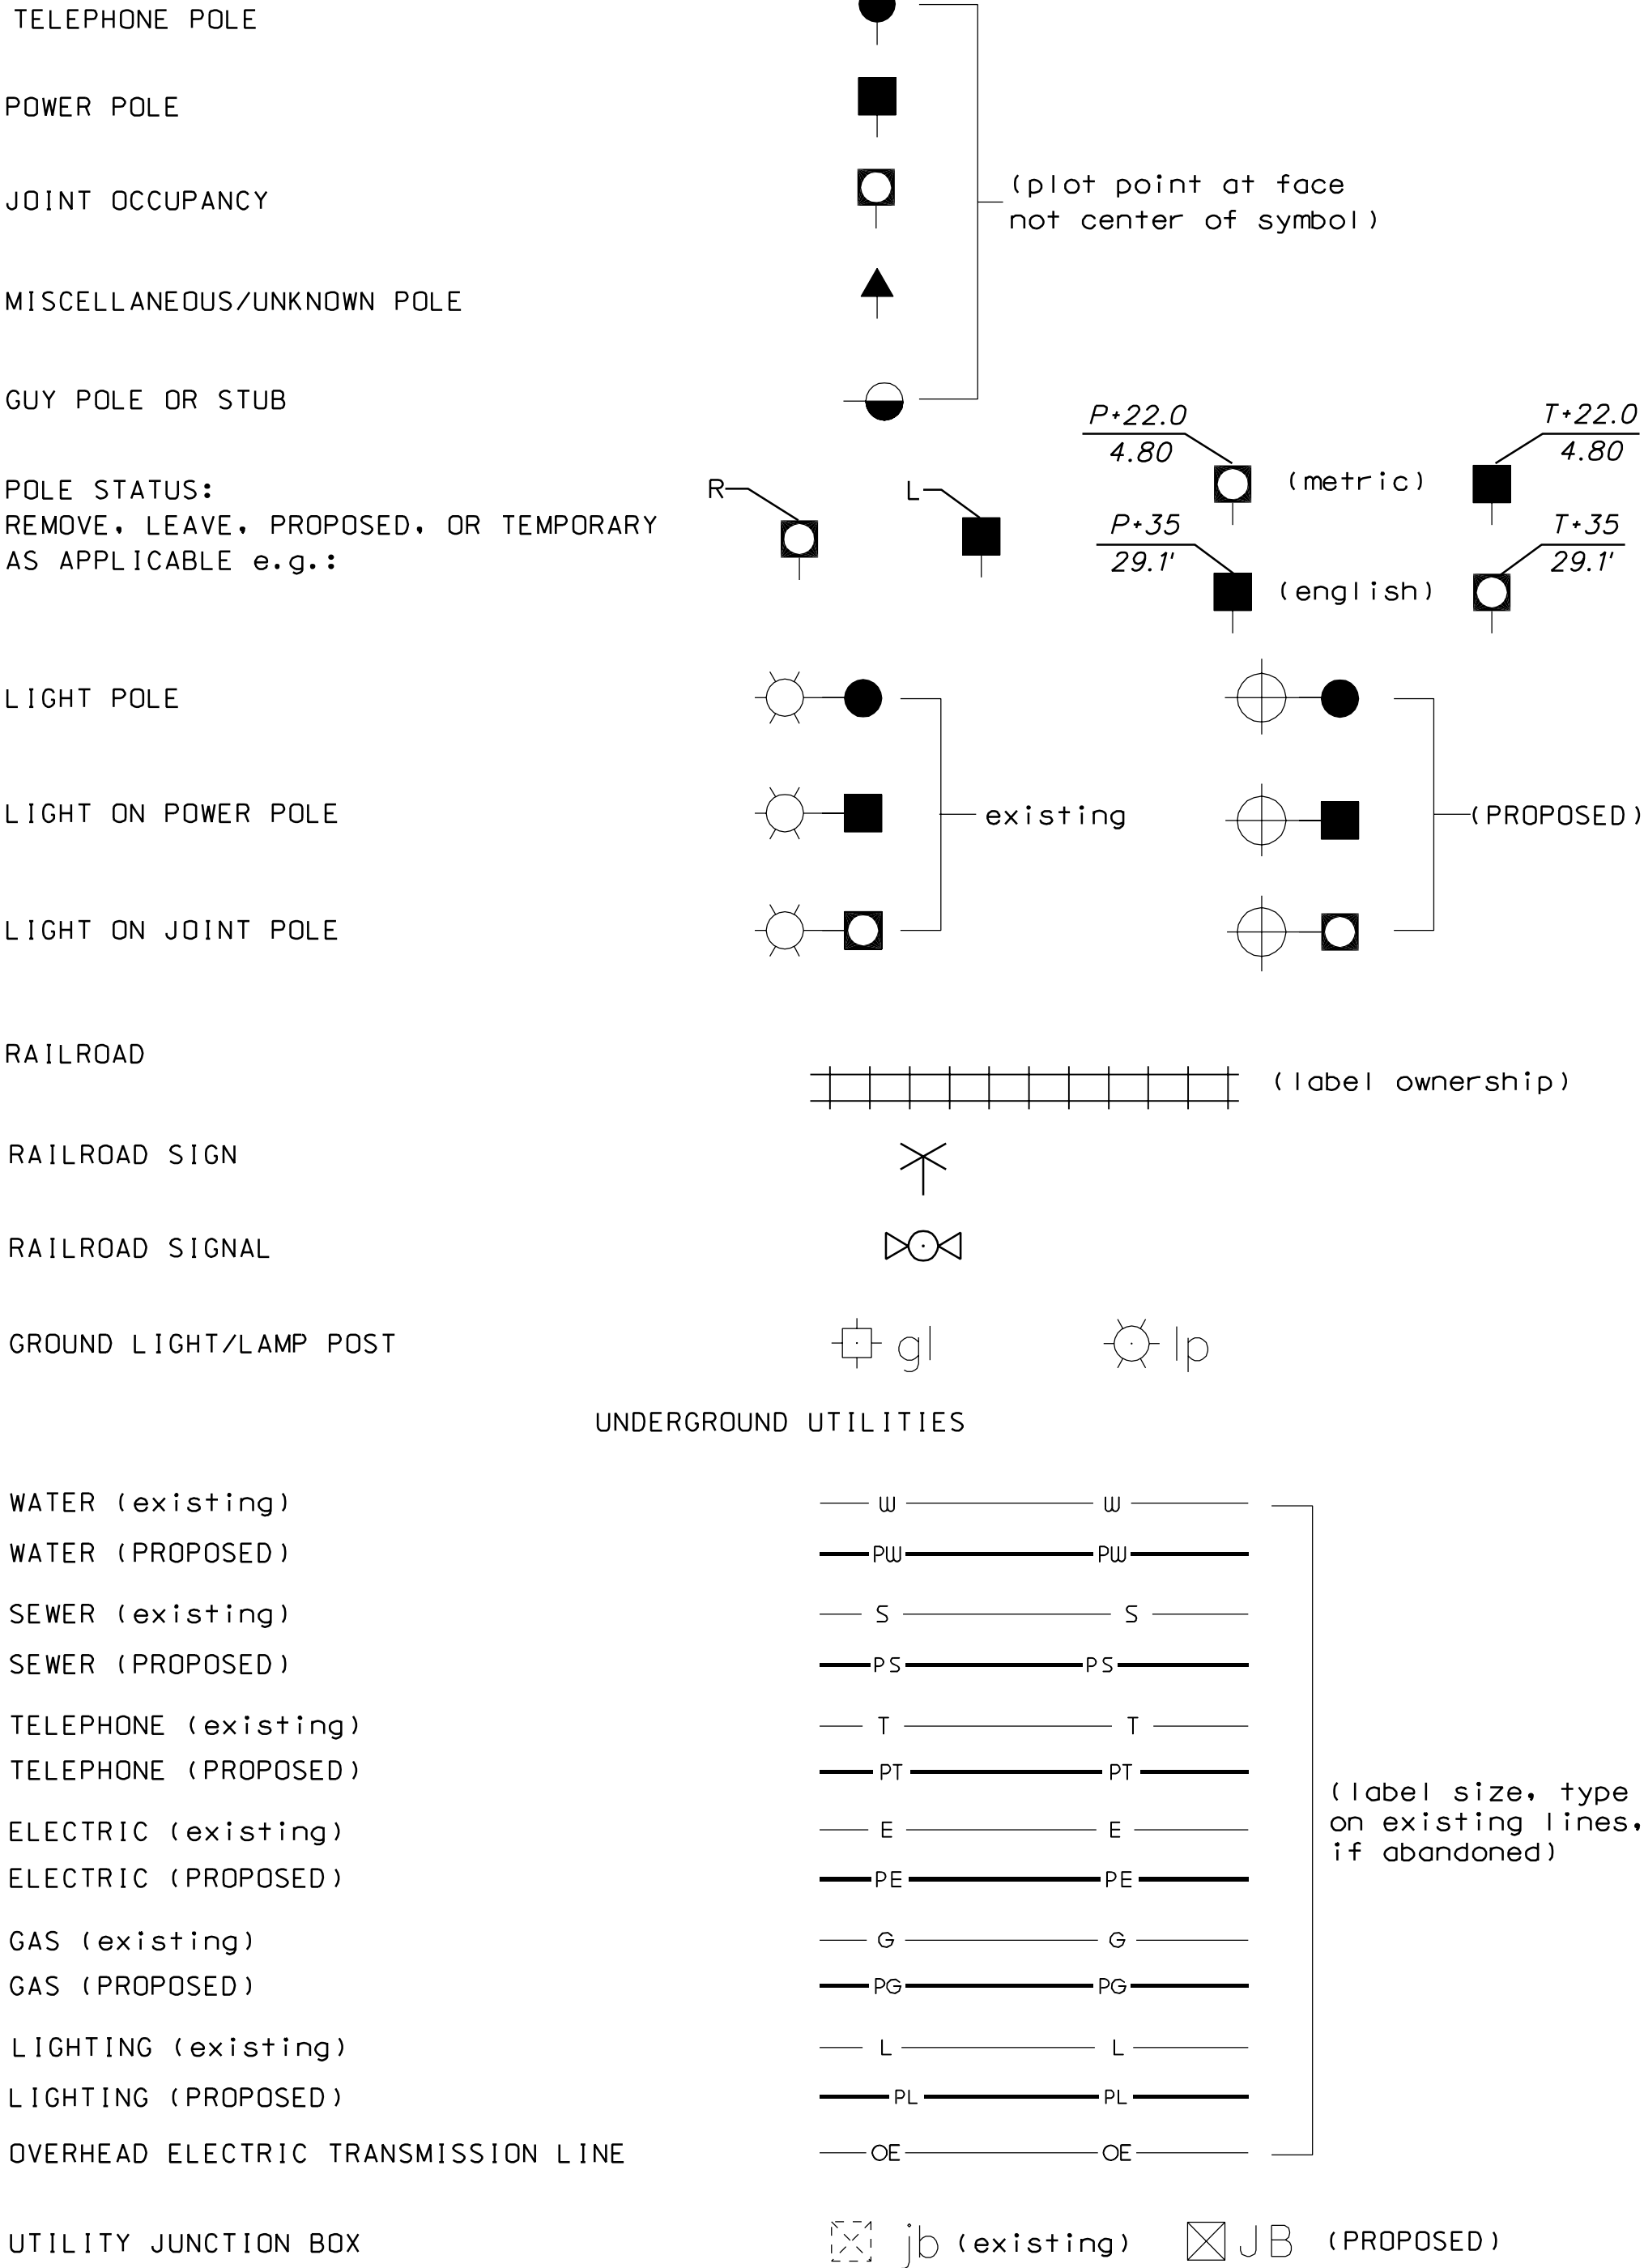 TELEPHONE POLE
POWER POLE
JOINT OCCUPANCY
(plot point at face
not center of symbol)
MISCELLANEOUS/UNKNOWN POLE
GUY POLE OR STUB
P+22.0
4.80
T+22.0
4.80
(metric)
POLE STATUS:
REMOVE, LEAVE, PROPOSED, OR TEMPORARY
AS APPLICABLE e.g.:
R
L
P+35
29.1'
T+35
29.1'
(english)
LIGHT POLE
LIGHT ON POWER POLE
existing
(PROPOSED)
LIGHT ON JOINT POLE
RAILROAD
(label ownership)
RAILROAD SIGN
RAILROAD SIGNAL
GROUND LIGHT/LAMP POST
gl
lp
UNDERGROUND UTILITIES
WATER (existing)
W W
WATER (PROPOSED)
PW PW
SEWER (existing)
S S
SEWER (PROPOSED)
PS PS
TELEPHONE (existing)
T T
TELEPHONE (PROPOSED)
PT PT
(label size, type
on existing lines,
if abandoned)
ELECTRIC (existing)
E E
ELECTRIC (PROPOSED)
PE PE
GAS (existing)
G G
GAS (PROPOSED)
PG PG
LIGHTING (existing)
L L
LIGHTING (PROPOSED)
PL PL
OVERHEAD ELECTRIC TRANSMISSION LINE
OE OE
UTILITY JUNCTION BOX
jb (existing)
JB (PROPOSED)